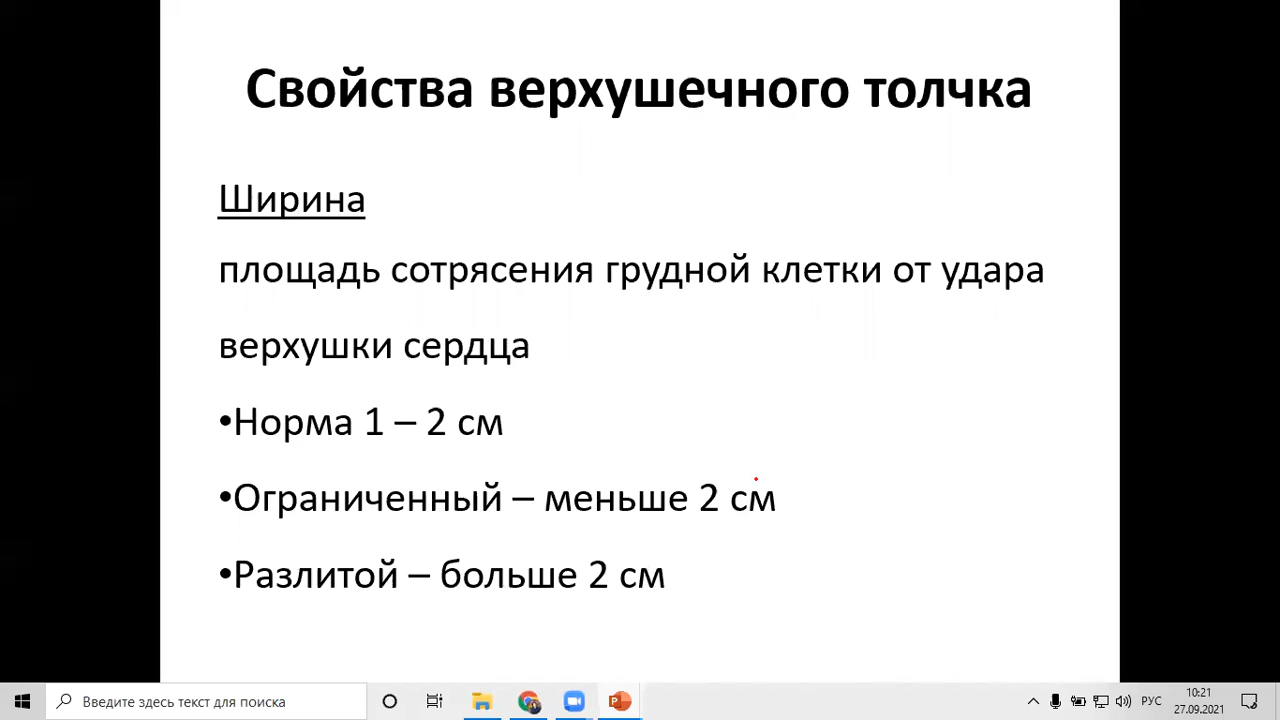 Свойства верхушечного толчка
Ширина
площадь сотрясения грудной клетки от удара
верхушки сердца
•Норма 1 – 2 см
•Ограниченный – меньше 2 см
•Разлитой – больше 2 см
Введите здесь текст для поиска
РУС
10:21
27.09.2021